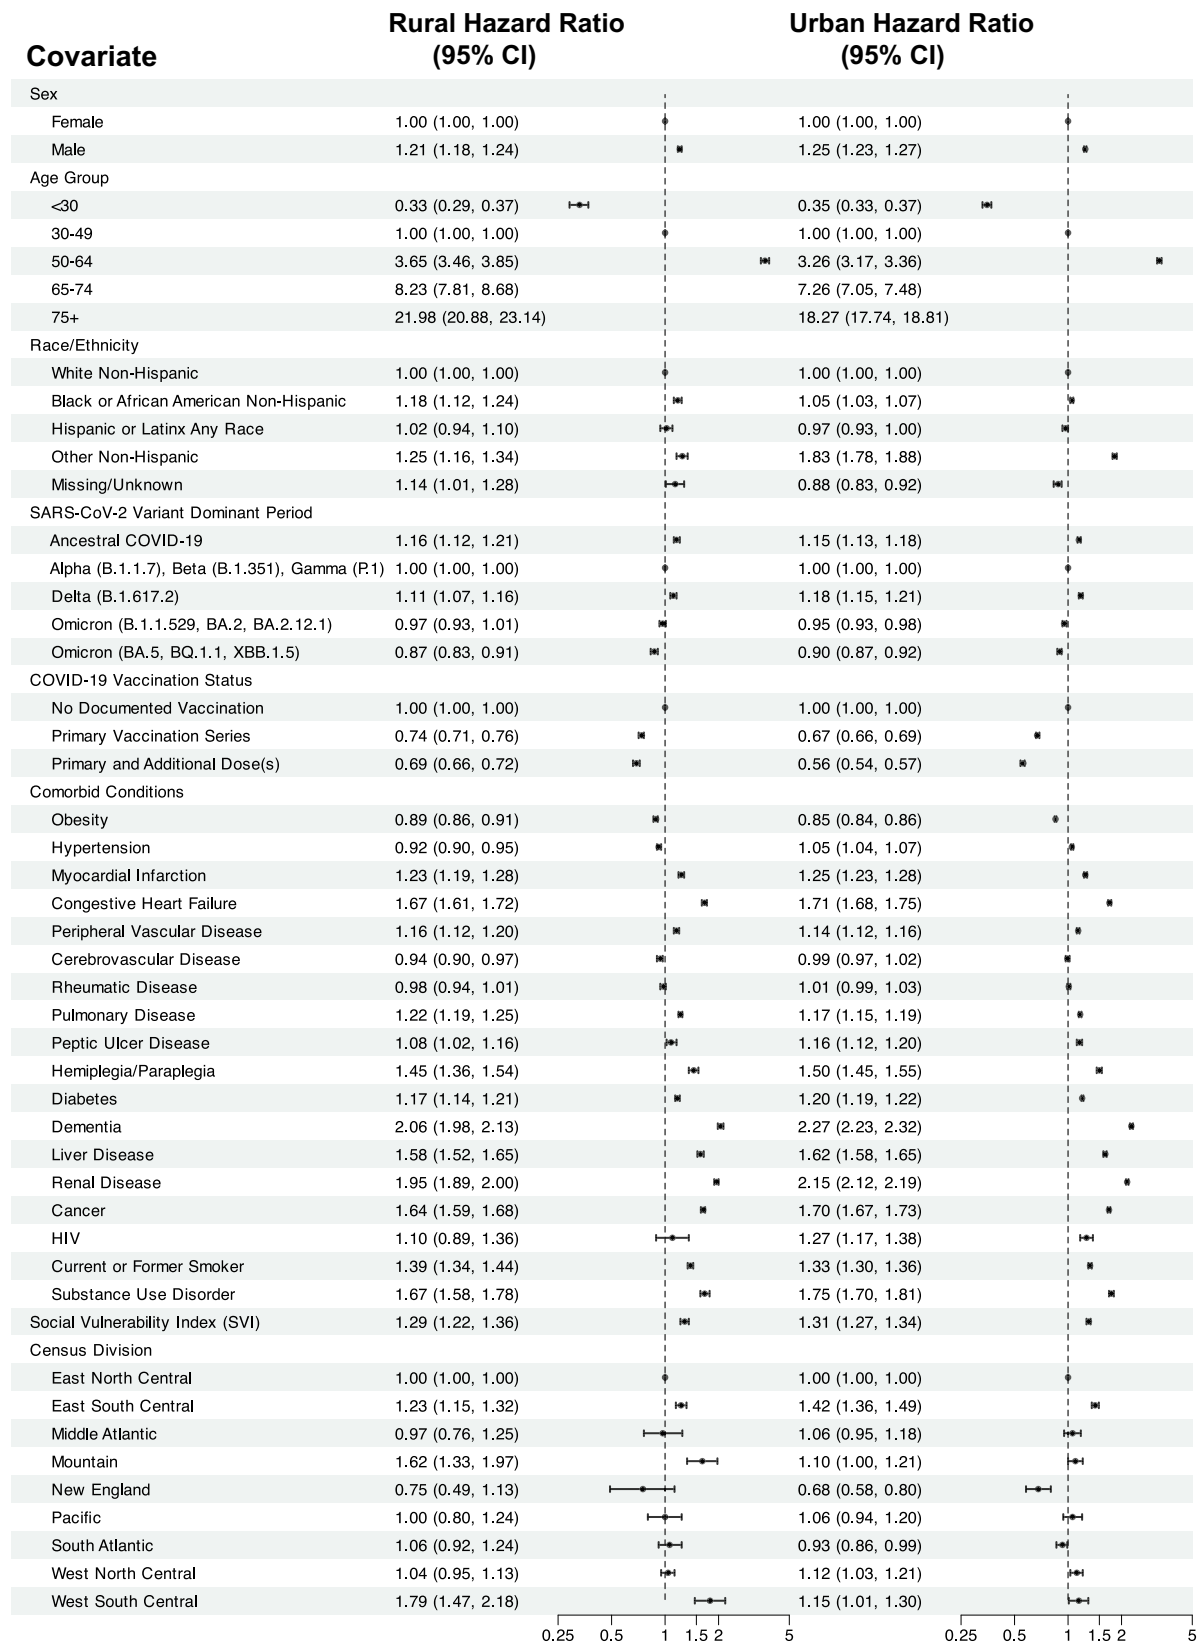 Rural Hazard Ratio Urban Hazard Ratio
Covariate (95% CI) (95% CI)
Sex
Female 1.00 (1.00, 1.00) 1.00 (1.00, 1.00)
Male 1.21 (1.18, 1.24) 1.25 (1.23, 1.27)
Age Group
<30 0.33 (0.29, 0.37) 0.35 (0.33, 0.37)
30-49 1.00 (1.00, 1.00) 1.00 (1.00, 1.00)
50-64 3.65 (3.46, 3.85) 3.26 (3.17, 3.36)
65-74 8.23 (7.81, 8.68) 7.26 (7.05, 7.48)
75+ 21.98 (20.88, 23.14) 18.27 (17.74, 18.81)
Race/Ethnicity
White Non-Hispanic 1.00 (1.00, 1.00) 1.00 (1.00, 1.00)
Black or African American Non-Hispanic 1.18 (1.12, 1.24) 1.05 (1.03, 1.07)
Hispanic or Latinx Any Race 1.02 (0.94, 1.10) 0.97 (0.93, 1.00)
Other Non-Hispanic 1.25 (1.16, 1.34) 1.83 (1.78, 1.88)
Missing/Unknown 1.14 (1.01, 1.28) 0.88 (0.83, 0.92)
SARS-CoV-2 Variant Dominant Period
Ancestral COVID-19 1.16 (1.12, 1.21) 1.15 (1.13, 1.18)
Alpha (B.1.1.7), Beta (B.1.351), Gamma (P.1) 1.00 (1.00, 1.00) 1.00 (1.00, 1.00)
Delta (B.1.617.2) 1.11 (1.07, 1.16) 1.18 (1.15, 1.21)
Omicron (B.1.1.529, BA.2, BA.2.12.1) 0.97 (0.93, 1.01) 0.95 (0.93, 0.98)
Omicron (BA.5, BQ.1.1, XBB.1.5) 0.87 (0.83, 0.91) 0.90 (0.87, 0.92)
COVID-19 Vaccination Status
No Documented Vaccination 1.00 (1.00, 1.00) 1.00 (1.00, 1.00)
Primary Vaccination Series 0.74 (0.71, 0.76) 0.67 (0.66, 0.69)
Primary and Additional Dose(s) 0.69 (0.66, 0.72) 0.56 (0.54, 0.57)
Comorbid Conditions
Obesity 0.89 (0.86, 0.91) 0.85 (0.84, 0.86)
Hypertension 0.92 (0.90, 0.95) 1.05 (1.04, 1.07)
Myocardial Infarction 1.23 (1.19, 1.28) 1.25 (1.23, 1.28)
Congestive Heart Failure 1.67 (1.61, 1.72) 1.71 (1.68, 1.75)
Peripheral Vascular Disease 1.16 (1.12, 1.20) 1.14 (1.12, 1.16)
Cerebrovascular Disease 0.94 (0.90, 0.97) 0.99 (0.97, 1.02)
Rheumatic Disease 0.98 (0.94, 1.01) 1.01 (0.99, 1.03)
Pulmonary Disease 1.22 (1.19, 1.25) 1.17 (1.15, 1.19)
Peptic Ulcer Disease 1.08 (1.02, 1.16) 1.16 (1.12, 1.20)
Hemiplegia/Paraplegia 1.45 (1.36, 1.54) 1.50 (1.45, 1.55)
Diabetes 1.17 (1.14, 1.21) 1.20 (1.19, 1.22)
Dementia 2.06 (1.98, 2.13) 2.27 (2.23, 2.32)
Liver Disease 1.58 (1.52, 1.65) 1.62 (1.58, 1.65)
Renal Disease 1.95 (1.89, 2.00) 2.15 (2.12, 2.19)
Cancer 1.64 (1.59, 1.68) 1.70 (1.67, 1.73)
HIV 1.10 (0.89, 1.36) 1.27 (1.17, 1.38)
Current or Former Smoker 1.39 (1.34, 1.44) 1.33 (1.30, 1.36)
Substance Use Disorder 1.67 (1.58, 1.78) 1.75 (1.70, 1.81)
Social Vulnerability Index (SVI) 1.29 (1.22, 1.36) 1.31 (1.27, 1.34)
Census Division
East North Central 1.00 (1.00, 1.00) 1.00 (1.00, 1.00)
East South Central 1.23 (1.15, 1.32) 1.42 (1.36, 1.49)
Middle Atlantic 0.97 (0.76, 1.25) 1.06 (0.95, 1.18)
Mountain 1.62 (1.33, 1.97) 1.10 (1.00, 1.21)
New England 0.75 (0.49, 1.13) 0.68 (0.58, 0.80)
Pacific 1.00 (0.80, 1.24) 1.06 (0.94, 1.20)
South Atlantic 1.06 (0.92, 1.24) 0.93 (0.86, 0.99)
West North Central 1.04 (0.95, 1.13) 1.12 (1.03, 1.21)
West South Central 1.79 (1.47, 2.18) 1.15 (1.01, 1.30)
0.25 0.5 1 1.5 2 5 0.25 0.5 1 1.5 2 5